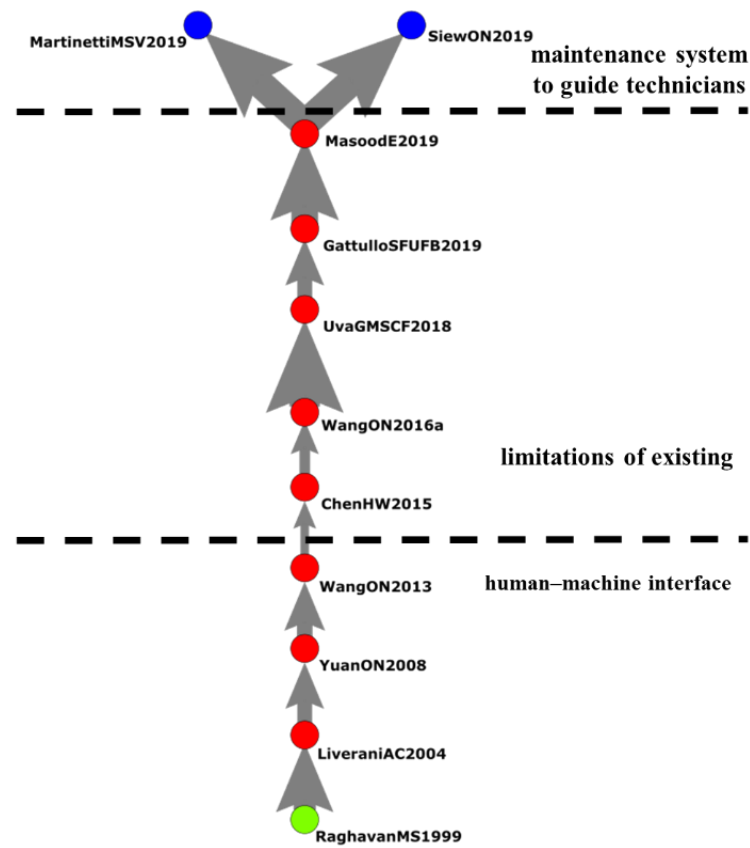 MartinettiMSV2019
SiewON2019
maintenance system
to guide technicians
MasoodE2019
GattulloSFUFB2019
UvaGMSCF2018
WangON2016a
limitations of existing
ChenHW2015
WangON2013
human–machine interface
YuanON2008
LiveraniAC2004
RaghavanMS1999